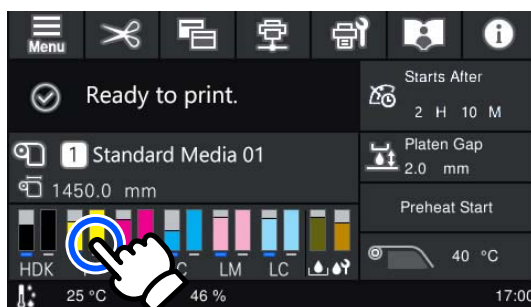 Menu
Starts After
Ready to print.
2 H 10 M
Platen Gap
2.0 mm
1 Standard Media 01
1450.0 mm
Preheat Start
HDK
LM
LC
40 °C
25 °C
46 %
17:00